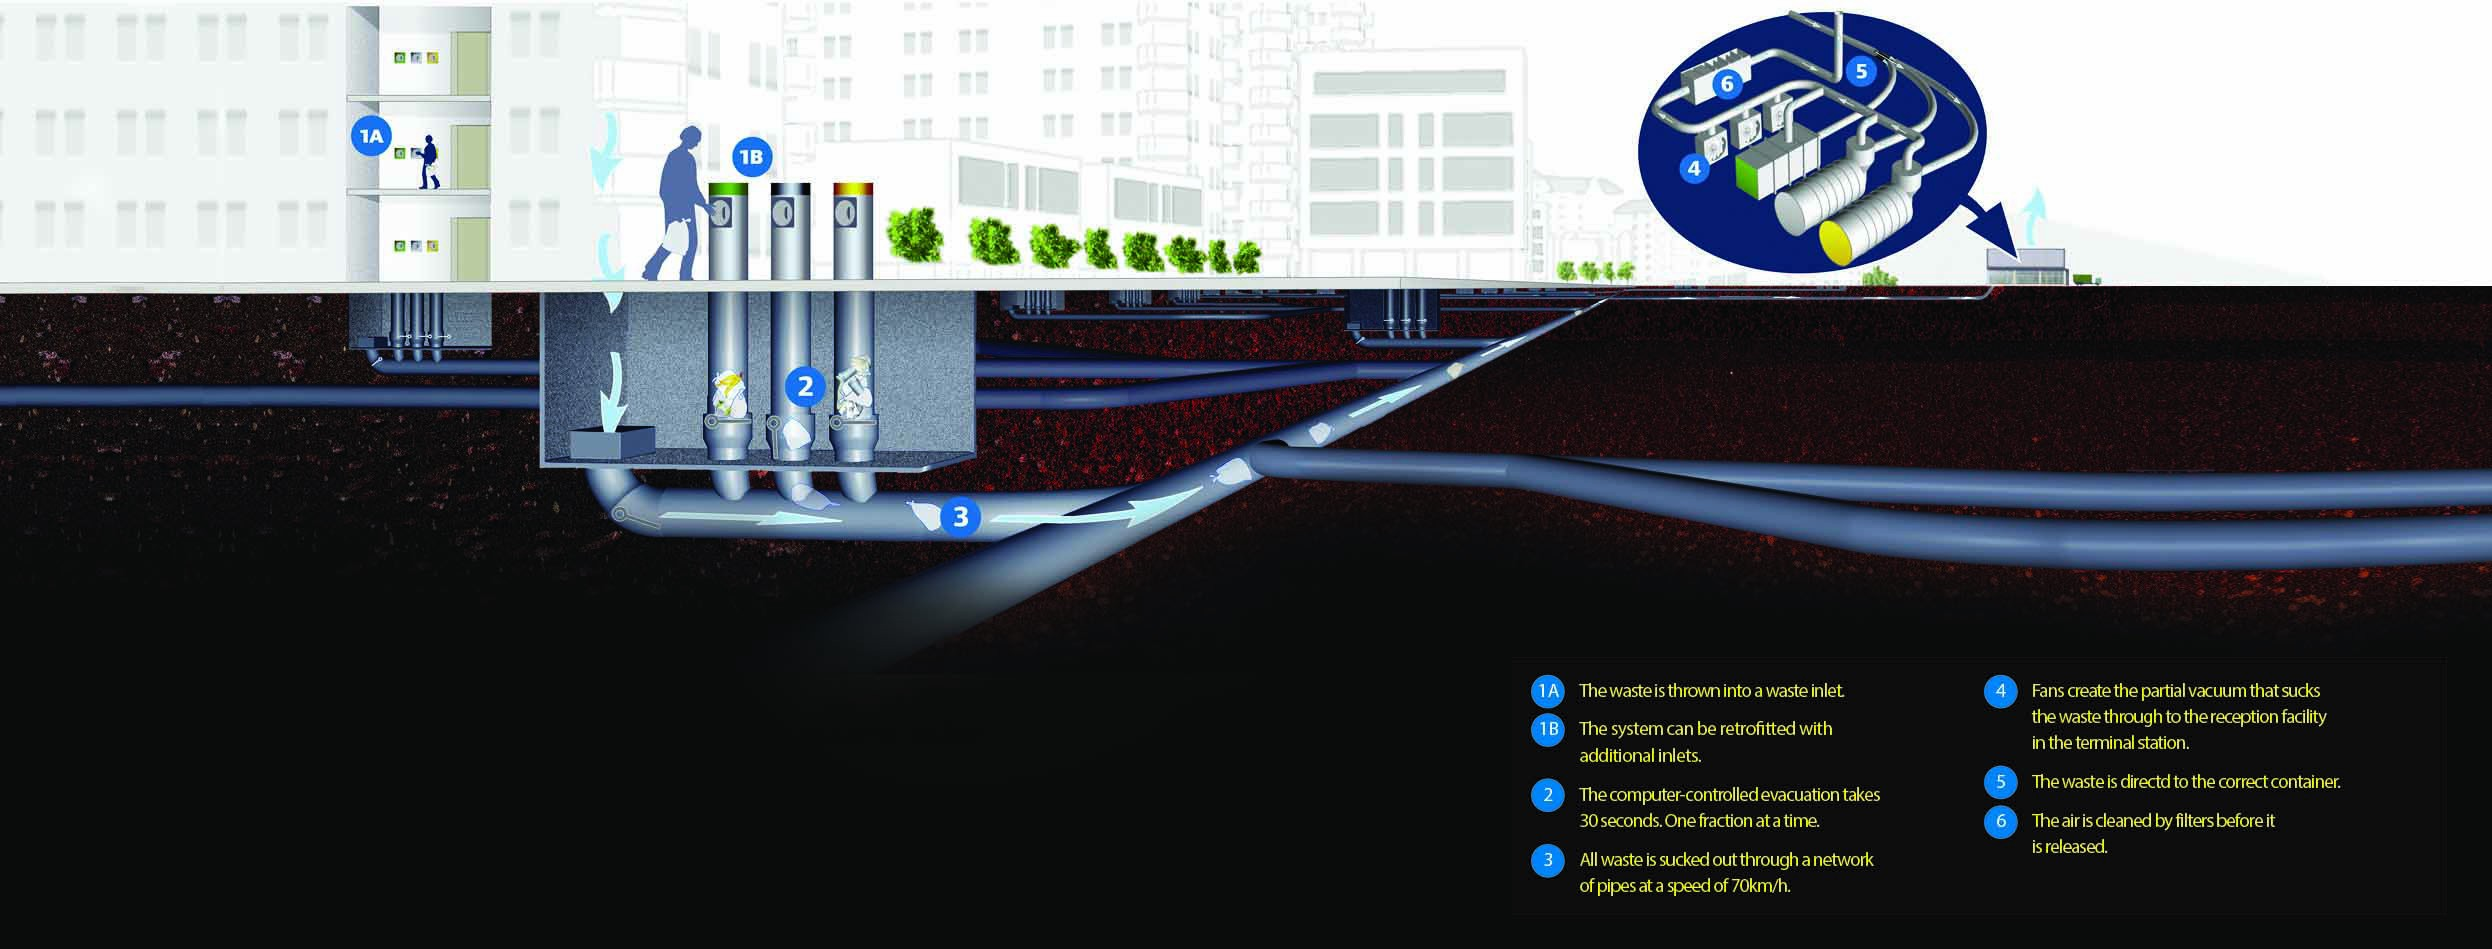 1A
1B
2
3
4
5
6
1A The waste is thrown into a waste inlet.
1B The system can be retrofitted with
additional inlets.
2 The computer-controlled evacuation takes
30 seconds. One fraction at a time.
3 All waste is sucked out through a network
of pipes at a speed of 70km/h.
4 Fans create the partial vacuum that sucks
the waste through to the reception facility
in the terminal station.
5 The waste is directd to the correct container.
6 The air is cleaned by filters before it
is released.